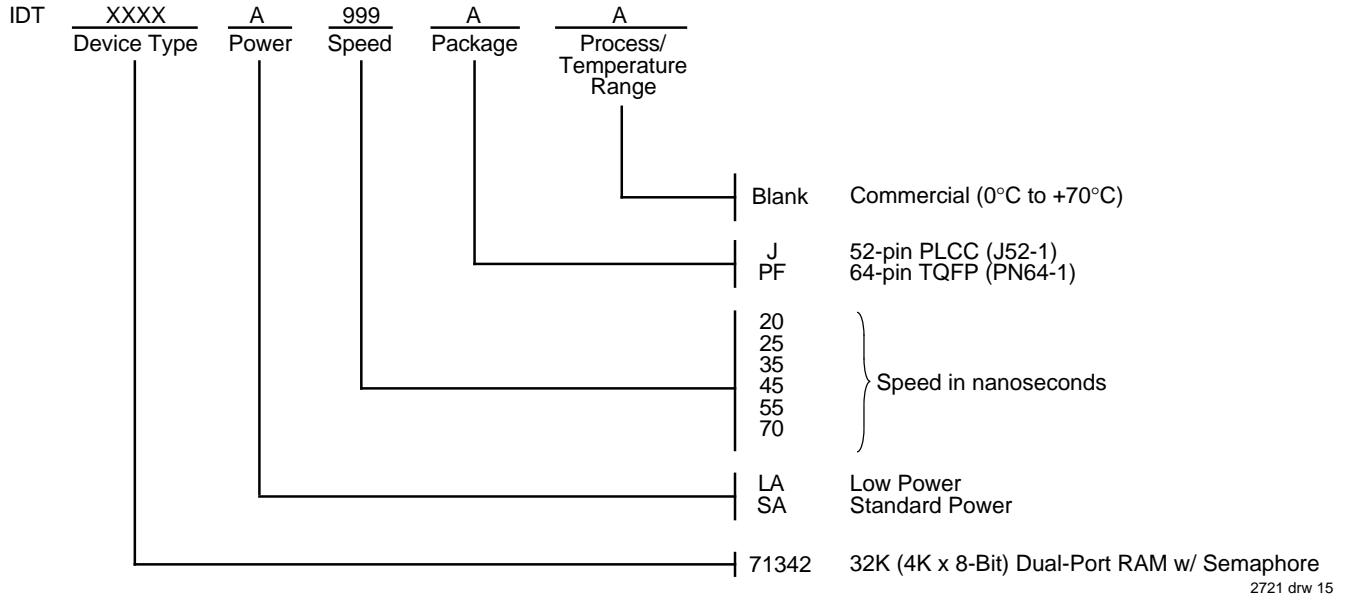 IDT XXXX A 999 A A
Device Type Power Speed Package Process/
Temperature
Range
Blank Commercial (0°C to +70°C)
J 52-pin PLCC (J52-1)
PF 64-pin TQFP (PN64-1)
20
25
35
45 Speed in nanoseconds
55
70
LA Low Power
SA Standard Power
71342 32K (4K x 8-Bit) Dual-Port RAM w/ Semaphore
2721 drw 15